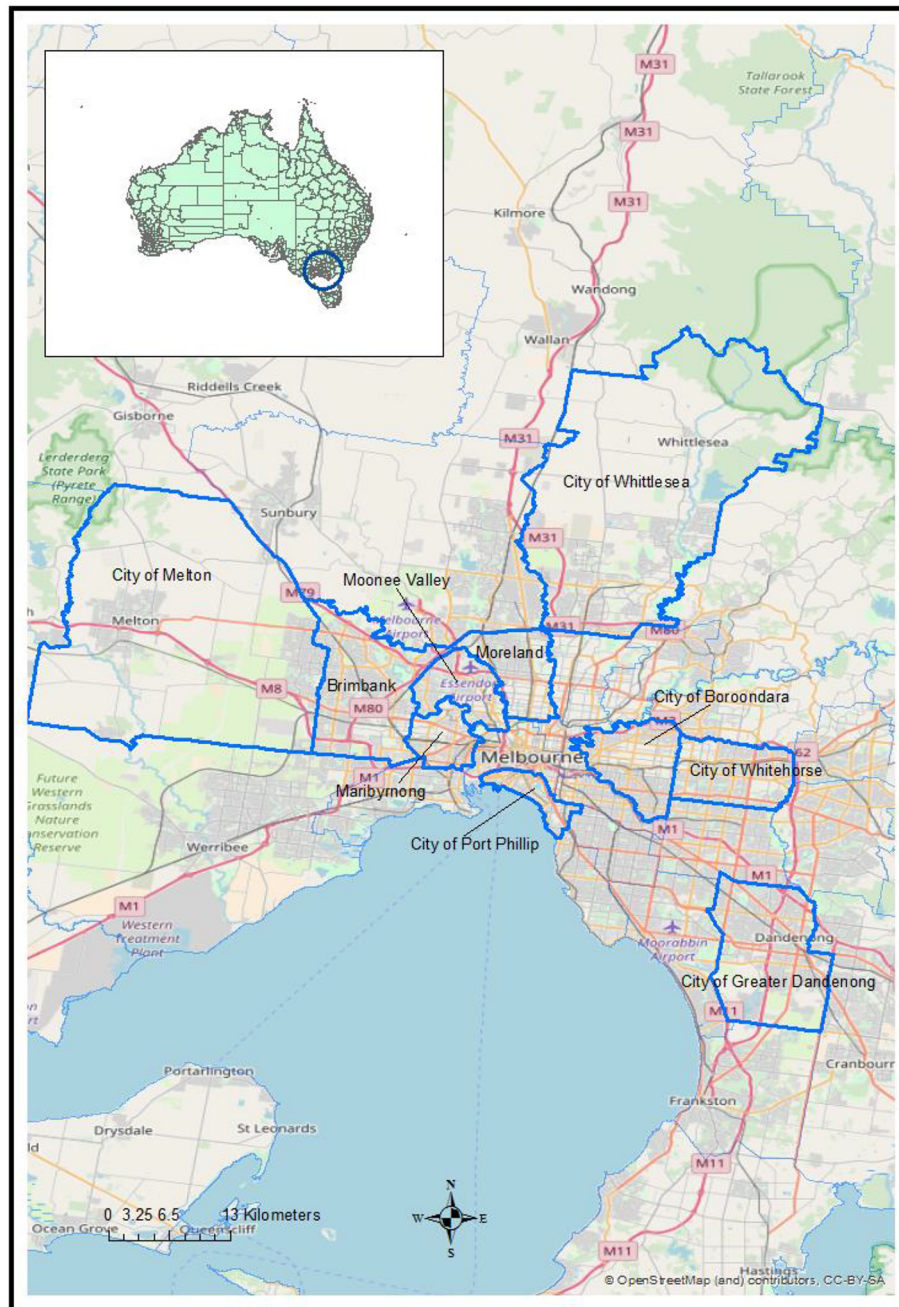 M31
Tallarook
State Forest
M31
M31
Kilmore
M31
Wandong
Wallan
Riddells Creek
Gisborne
M31
Whittlesea
Lerderderg
State Park
(Pyrete
Range)
City of Whittlesea
Sunbury
M31
City of Melton
Moonee Valley
M79
Melbourne
Airport
Melton
M31
M80
Moreland
Essendon
Airport
Brimbank
M8
City of Boroondara
M80
M3
Melbourne
62
City of Whitehorse
M1
Maribyrnong
Future
Western
Grasslands
Nature
Conservation
Reserve
M1
City of Port Phillip
Werribee
M1
M1
Western
Treatment
Plant
Moorabbin
Airport
Dandenong
City of Greater Dandenong
M11
Portarlington
Cranbourn
Frankston
Drysdale
St Leonards
M11
N
W
E
S
0 3.25 6.5 13 Kilometers
Ocean Grove
Queenscliff
M11
Hastings
© OpenStreetMap (and) contributors, CC-BY-SA